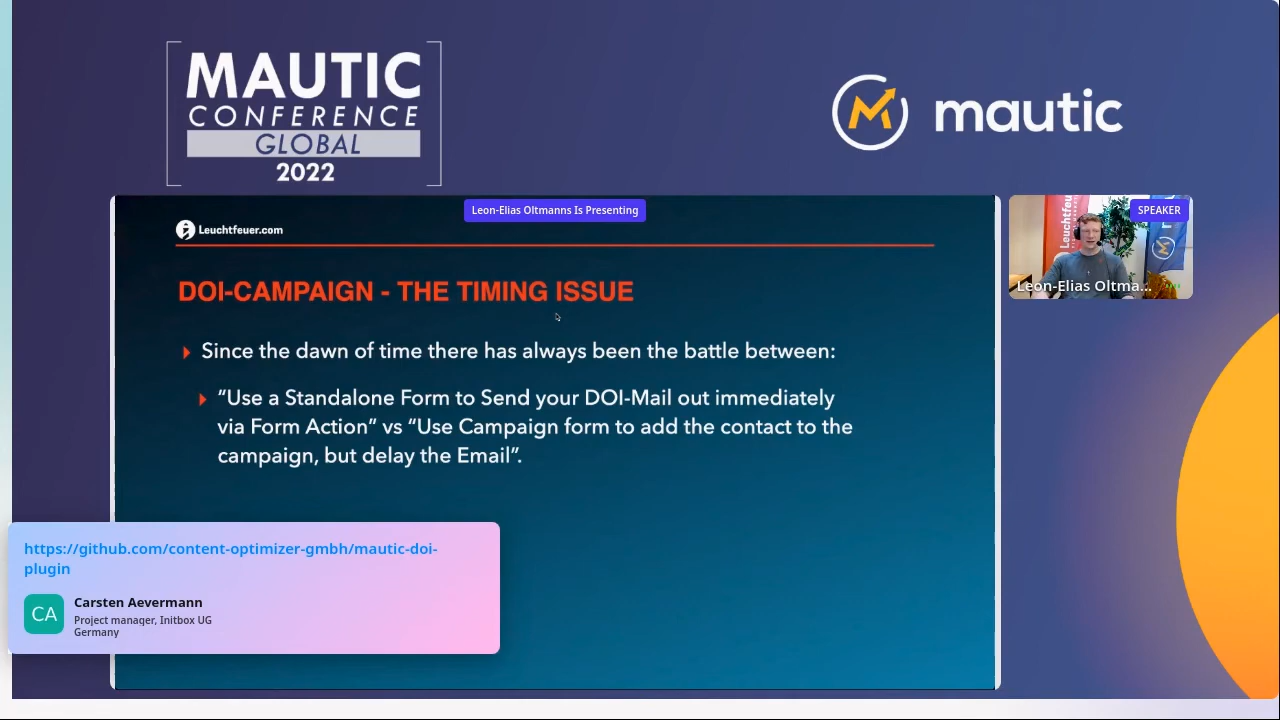 MAUTIC
CONFERENCE
GLOBAL
2022
mautic
Leon-Elias Oltmanns Is Presenting
Leuchtfeuer.com
DOI-CAMPAIGN - THE TIMING ISSUE
Since the dawn of time there has always been the battle between:
“Use a Standalone Form to Send your DOI-Mail out immediately
via Form Action” vs “Use Campaign form to add the contact to the
campaign, but delay the Email”.
SPEAKER
Leuchtfeu
Leon-Elias Oltma...
https://github.com/content-optimizer-gmbh/mautic-doi-
plugin
CA
Carsten Aevermann
Project manager, Initbox UG
Germany